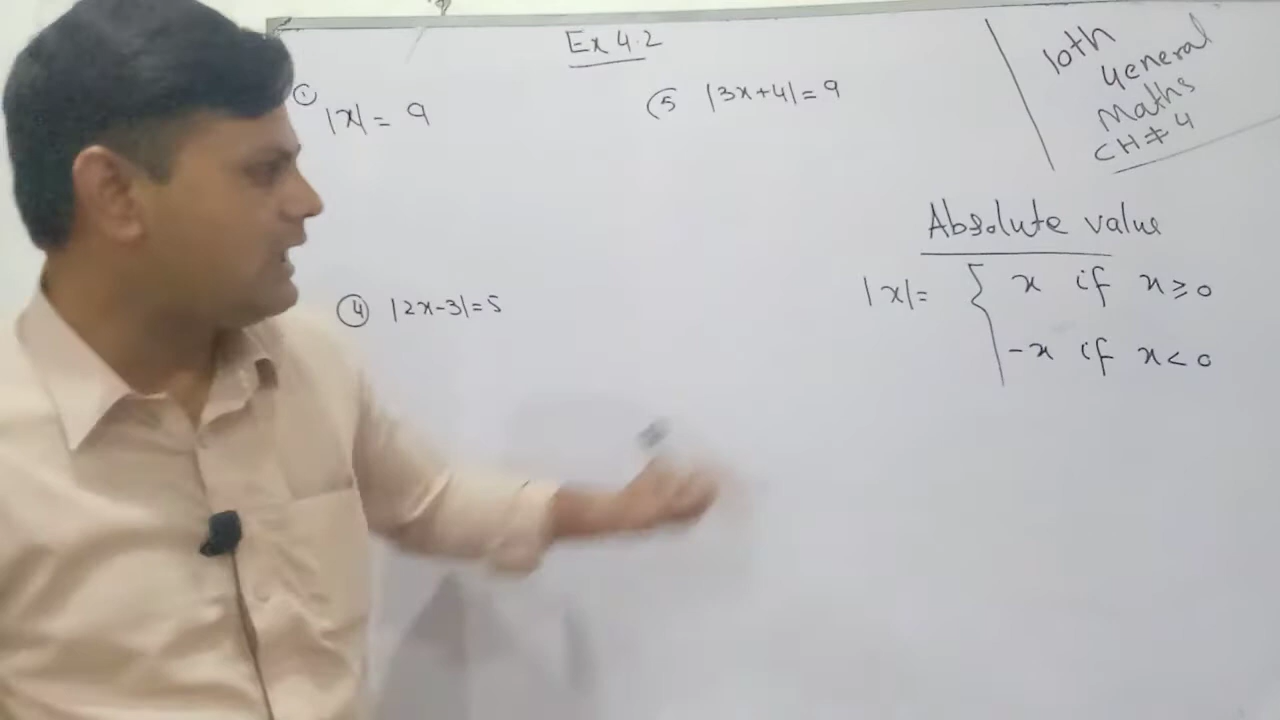 Ex 4.2
① |x| = 9
⑤ |3x+4| = 9
④ |2x-3| = 5
10th
General
Maths
CH # 4
Absolute value
|x| = { x if x ≥ 0
-x if x < 0